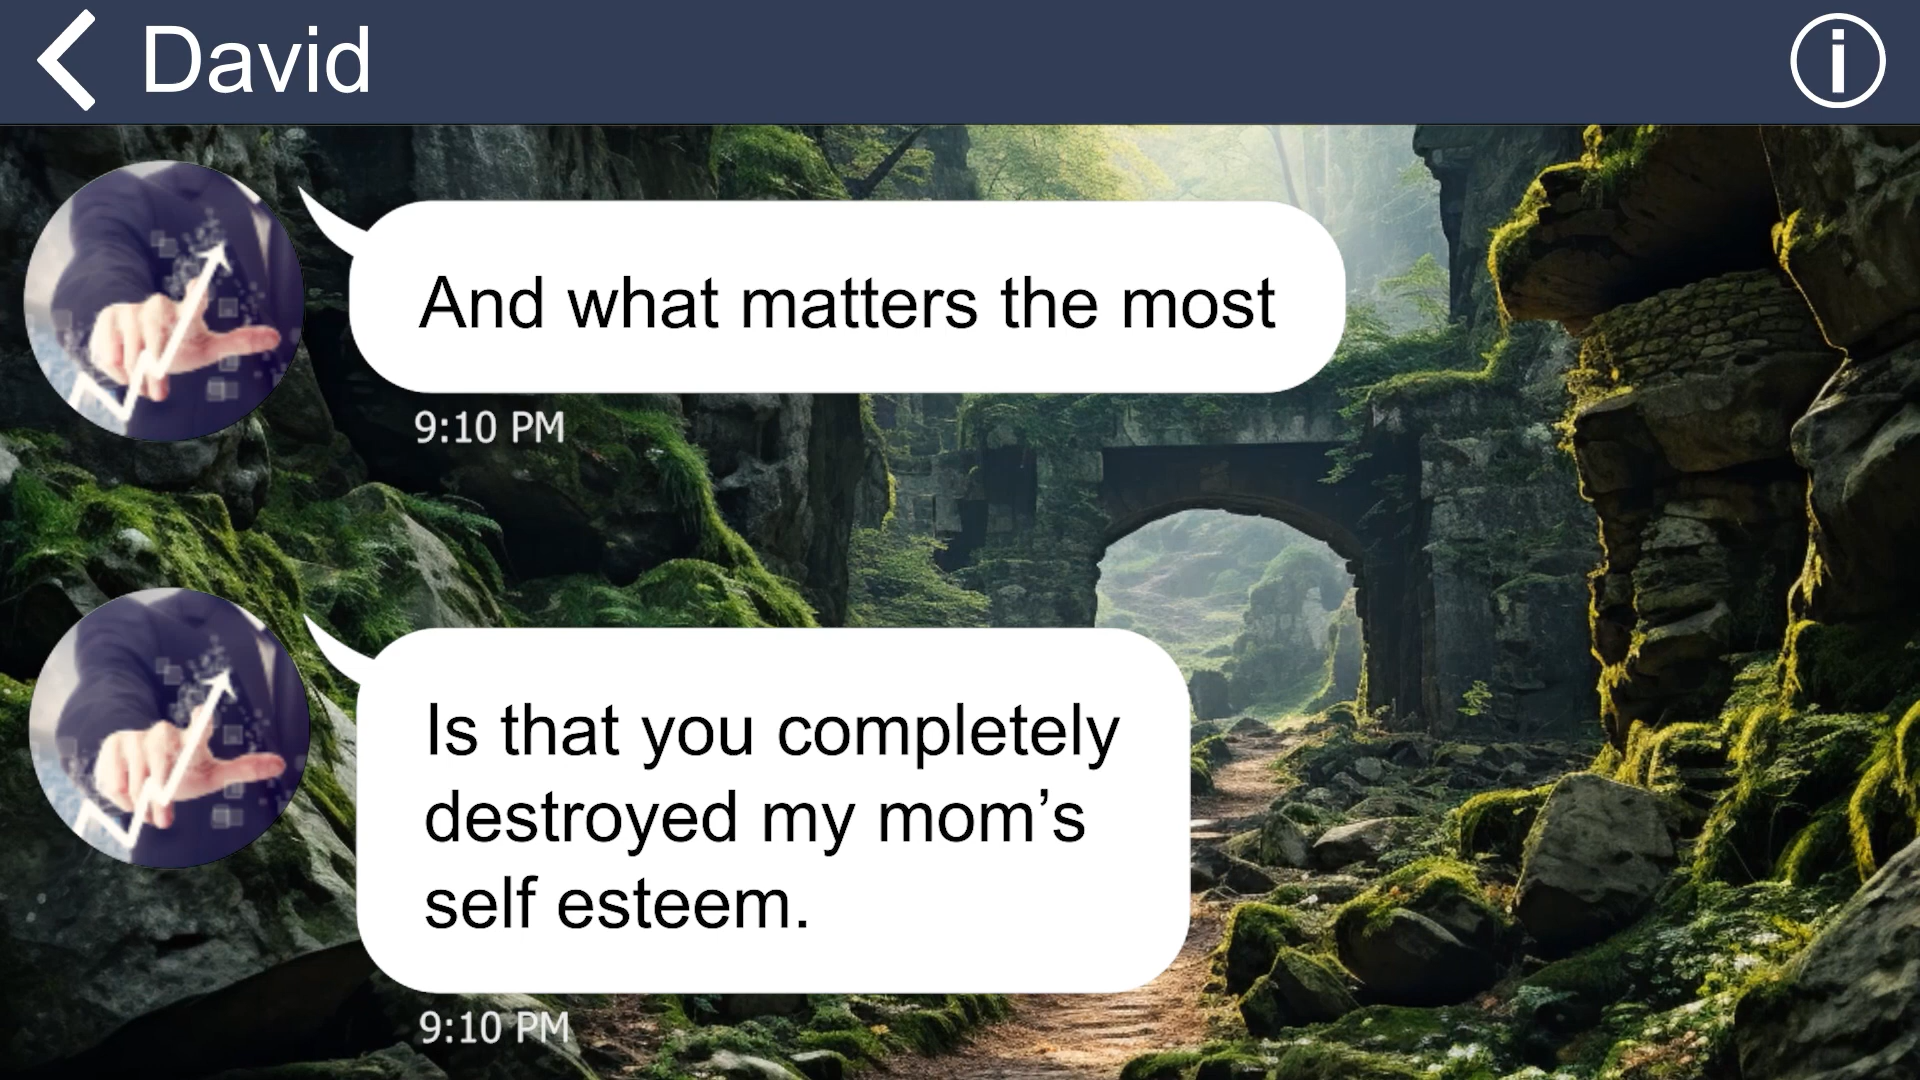 David
And what matters the most
9:10 PM
Is that you completely
destroyed my mom’s
self esteem.
9:10 PM